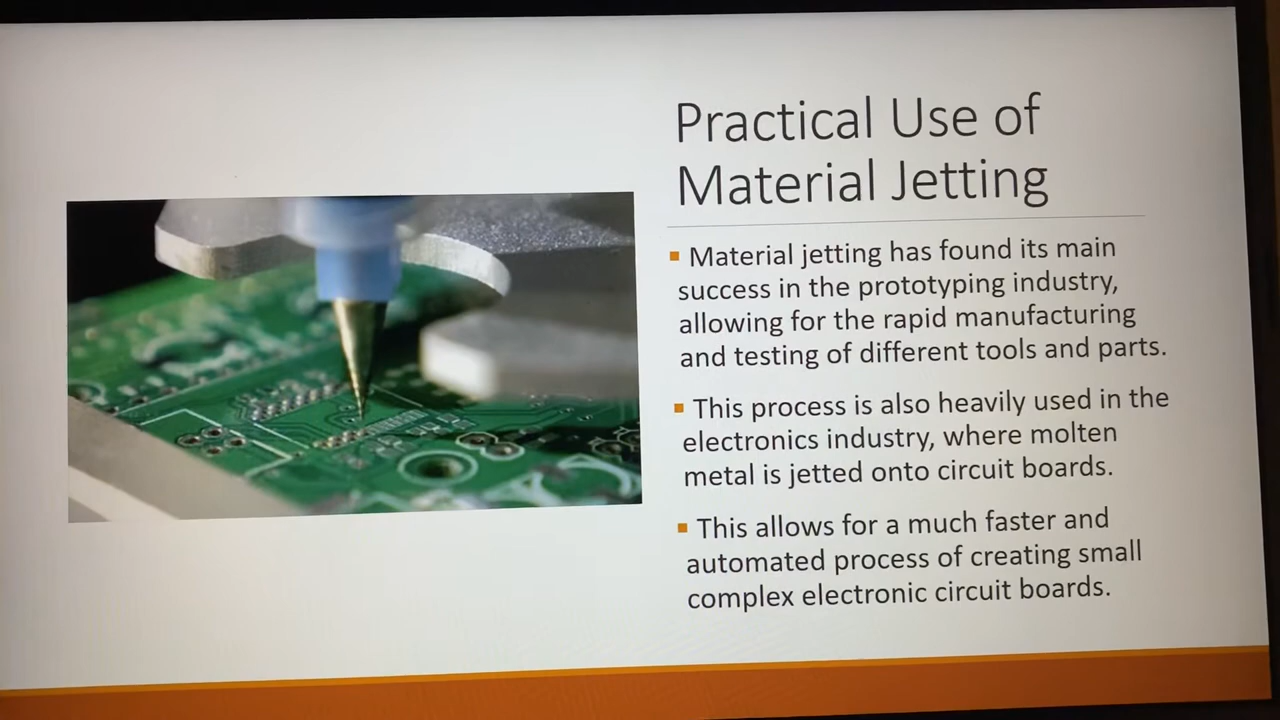 Practical Use of
Material Jetting
▪ Material jetting has found its main
success in the prototyping industry,
allowing for the rapid manufacturing
and testing of different tools and parts.
▪ This process is also heavily used in the
electronics industry, where molten
metal is jetted onto circuit boards.
▪ This allows for a much faster and
automated process of creating small
complex electronic circuit boards.